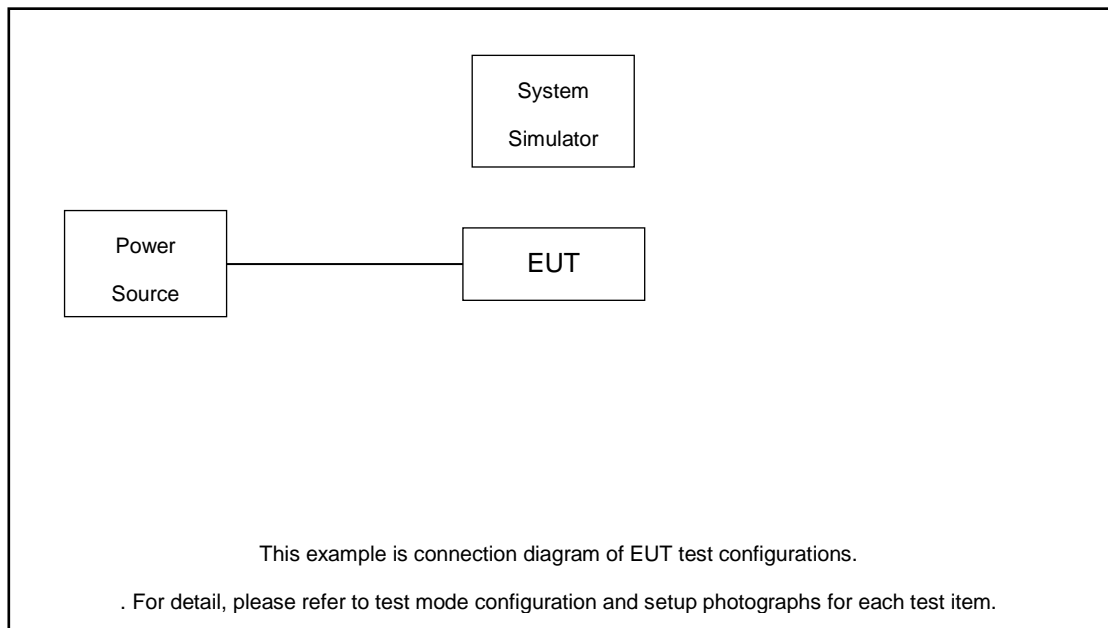 System
Simulator
Power
Source
EUT
This example is connection diagram of EUT test configurations.
. For detail, please refer to test mode configuration and setup photographs for each test item.